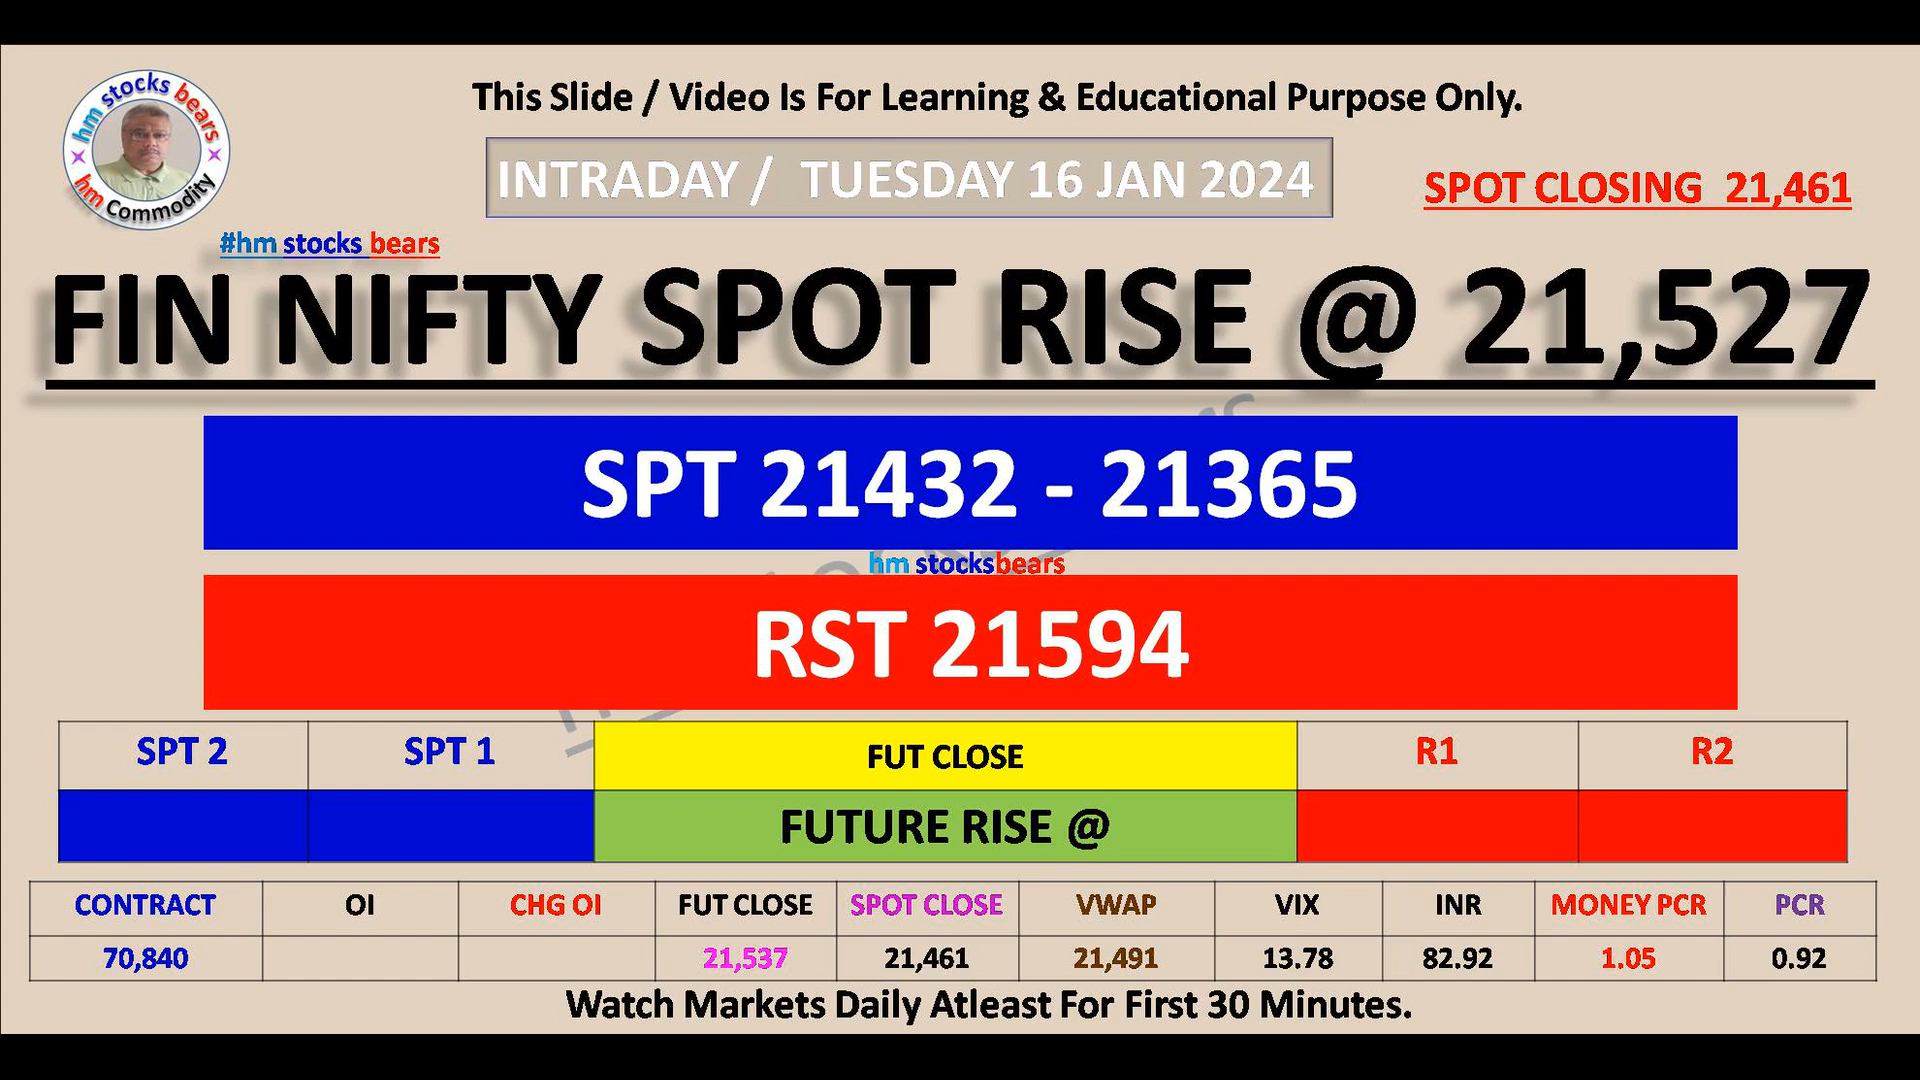 hm stocks bears
hm Commodity
This Slide / Video Is For Learning & Educational Purpose Only.
INTRADAY / TUESDAY 16 JAN 2024
SPOT CLOSING 21,461
#hm stocks bears
FIN NIFTY SPOT RISE @ 21,527
SPT 21432 - 21365
hm stocksbears
RST 21594
SPT 2 SPT 1 FUT CLOSE R1 R2
FUTURE RISE @
CONTRACT OI CHG OI FUT CLOSE SPOT CLOSE VWAP VIX INR MONEY PCR PCR
70,840 21,537 21,461 21,491 13.78 82.92 1.05 0.92
Watch Markets Daily Atleast For First 30 Minutes.